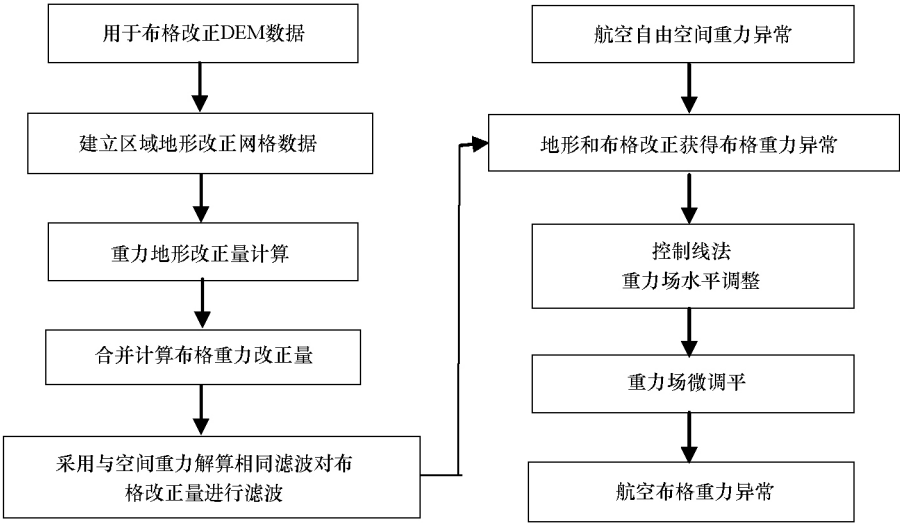 用于布格改正DEM数据
建立区域地形改正网格数据
重力地形改正量计算
合并计算布格重力改正量
采用与空间重力解算相同滤波对布
格改正量进行滤波
航空自由空间重力异常
地形和布格改正获得布格重力异常
控制线法
重力场水平调整
重力场微调平
航空布格重力异常